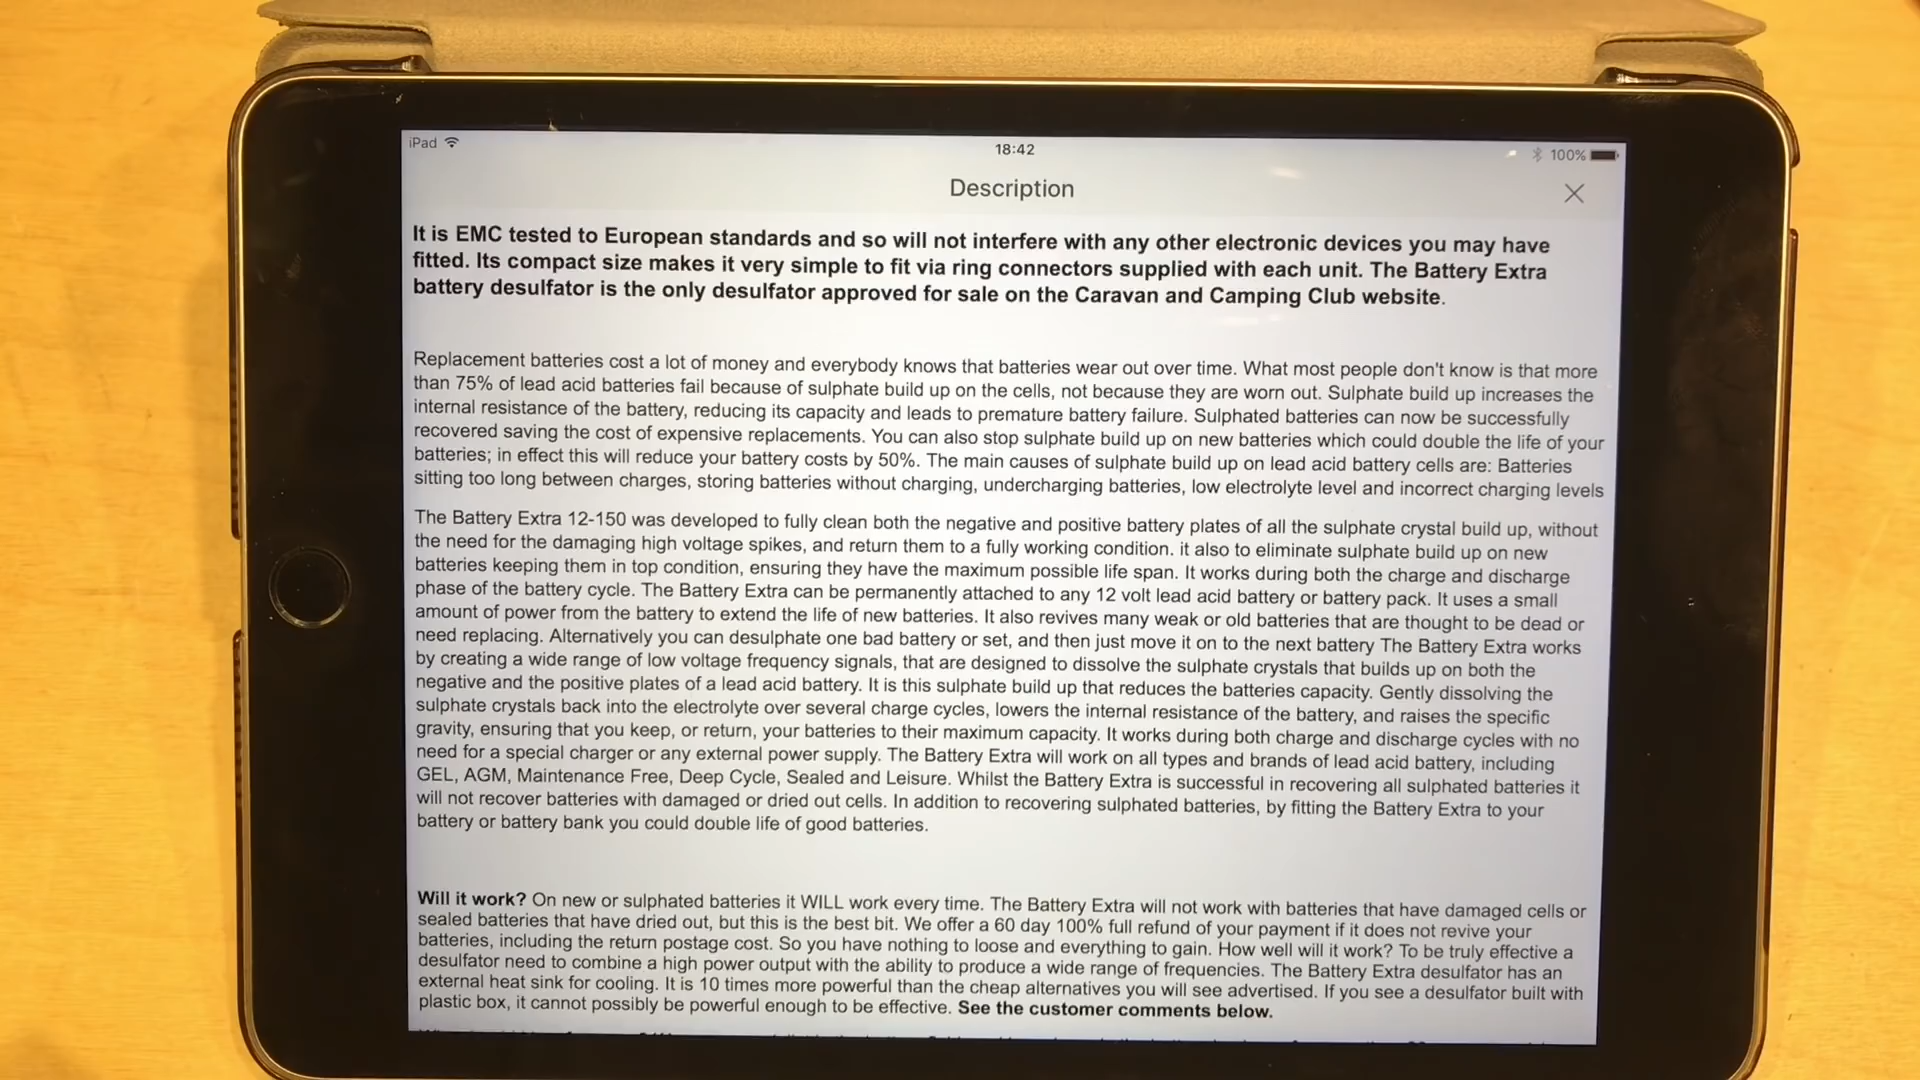 iPad
18:42
100%
Description
It is EMC tested to European standards and so will not interfere with any other electronic devices you may have
fitted. Its compact size makes it very simple to fit via ring connectors supplied with each unit. The Battery Extra
battery desulfator is the only desulfator approved for sale on the Caravan and Camping Club website.
Replacement batteries cost a lot of money and everybody knows that batteries wear out over time. What most people don't know is that more
than 75% of lead acid batteries fail because of sulphate build up on the cells, not because they are worn out. Sulphate build up increases the
internal resistance of the battery, reducing its capacity and leads to premature battery failure. Sulphated batteries can now be successfully
recovered saving the cost of expensive replacements. You can also stop sulphate build up on new batteries which could double the life of your
batteries; in effect this will reduce your battery costs by 50%. The main causes of sulphate build up on lead acid battery cells are: Batteries
sitting too long between charges, storing batteries without charging, undercharging batteries, low electrolyte level and incorrect charging levels
The Battery Extra 12-150 was developed to fully clean both the negative and positive battery plates of all the sulphate crystal build up, without
the need for the damaging high voltage spikes, and return them to a fully working condition. it also to eliminate sulphate build up on new
batteries keeping them in top condition, ensuring they have the maximum possible life span. It works during both the charge and discharge
phase of the battery cycle. The Battery Extra can be permanently attached to any 12 volt lead acid battery or battery pack. It uses a small
amount of power from the battery to extend the life of new batteries. It also revives many weak or old batteries that are thought to be dead or
need replacing. Alternatively you can desulphate one bad battery or set, and then just move it on to the next battery The Battery Extra works
by creating a wide range of low voltage frequency signals, that are designed to dissolve the sulphate crystals that builds up on both the
negative and the positive plates of a lead acid battery. It is this sulphate build up that reduces the batteries capacity. Gently dissolving the
sulphate crystals back into the electrolyte over several charge cycles, lowers the internal resistance of the battery, and raises the specific
gravity, ensuring that you keep, or return, your batteries to their maximum capacity. It works during both charge and discharge cycles with no
need for a special charger or any external power supply. The Battery Extra will work on all types and brands of lead acid battery, including
GEL, AGM, Maintenance Free, Deep Cycle, Sealed and Leisure. Whilst the Battery Extra is successful in recovering all sulphated batteries it
will not recover batteries with damaged or dried out cells. In addition to recovering sulphated batteries, by fitting the Battery Extra to your
battery or battery bank you could double life of good batteries.
Will it work? On new or sulphated batteries it WILL work every time. The Battery Extra will not work with batteries that have damaged cells or
sealed batteries that have dried out, but this is the best bit. We offer a 60 day 100% full refund of your payment if it does not revive your
batteries, including the return postage cost. So you have nothing to loose and everything to gain. How well will it work? To be truly effective a
desulfator need to combine a high power output with the ability to produce a wide range of frequencies. The Battery Extra desulfator has an
external heat sink for cooling. It is 10 times more powerful than the cheap alternatives you will see advertised. If you see a desulfator built with
plastic box, it cannot possibly be powerful enough to be effective. See the customer comments below.